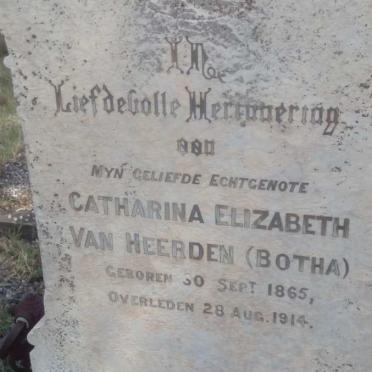 IN
Liefdevolle Herinnering
aan
MYN GELIEFDE ECHTGENOTE
CATHARINA ELIZABETH
VAN HEERDEN (BOTHA)
GEBOREN 30 SEPT 1865,
OVERLEDEN 28 AUG. 1914.